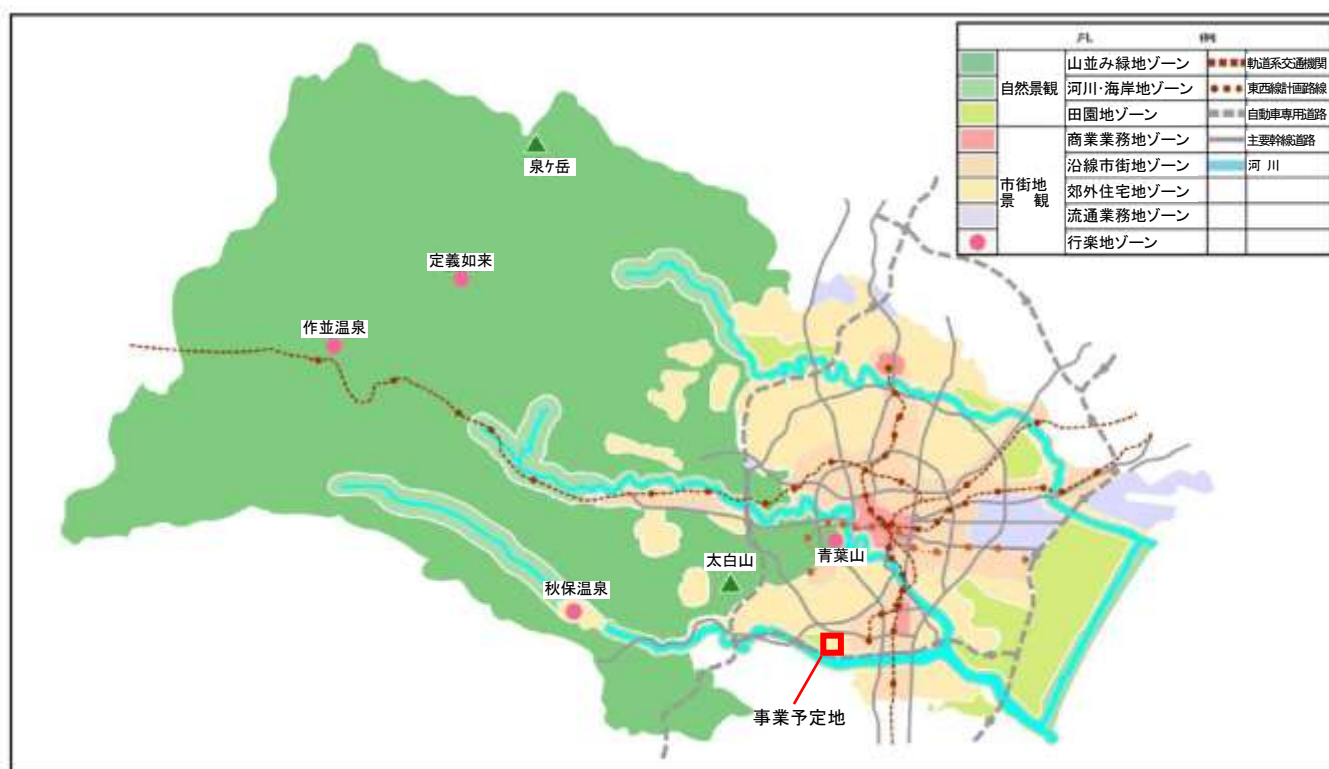 凡 例
山並み緑地ゾーン 軌道系交通機関
自然景観 河川・海岸地ゾーン 東西線計画路線
田園地ゾーン 自動車専用道路
商業業務地ゾーン 主要幹線道路
市街地景観 沿線市街地ゾーン 河 川
郊外住宅地ゾーン
流通業務地ゾーン
行楽地ゾーン
泉ケ岳
定義如来
作並温泉
太白山
青葉山
秋保温泉
事業予定地